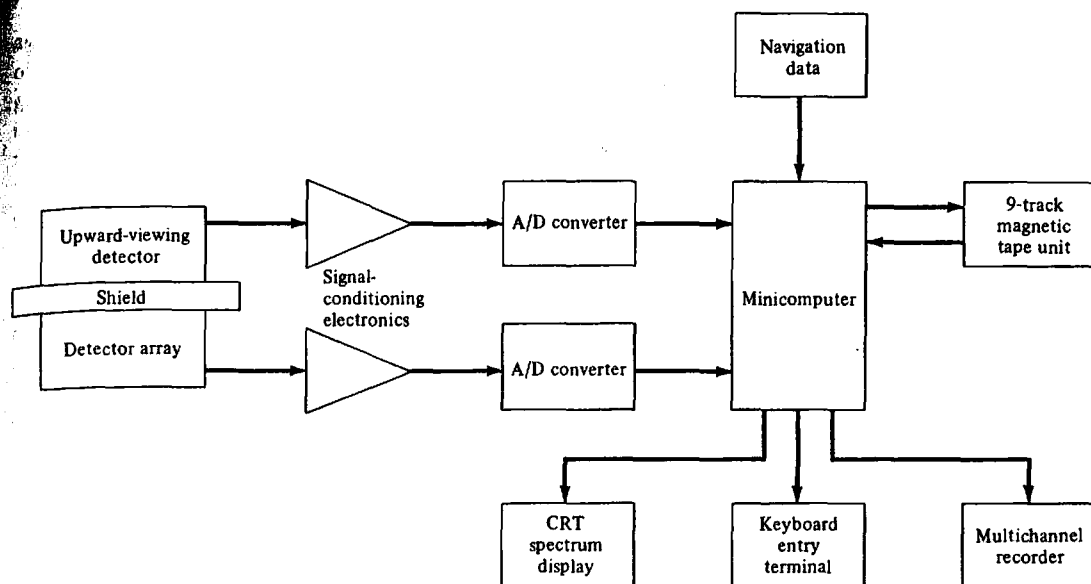 Navigation
data
Upward-viewing
detector
Shield
Detector array
Signal-
conditioning
electronics
A/D converter
A/D converter
Minicomputer
9-track
magnetic
tape unit
CRT
spectrum
display
Keyboard
entry
terminal
Multichannel
recorder